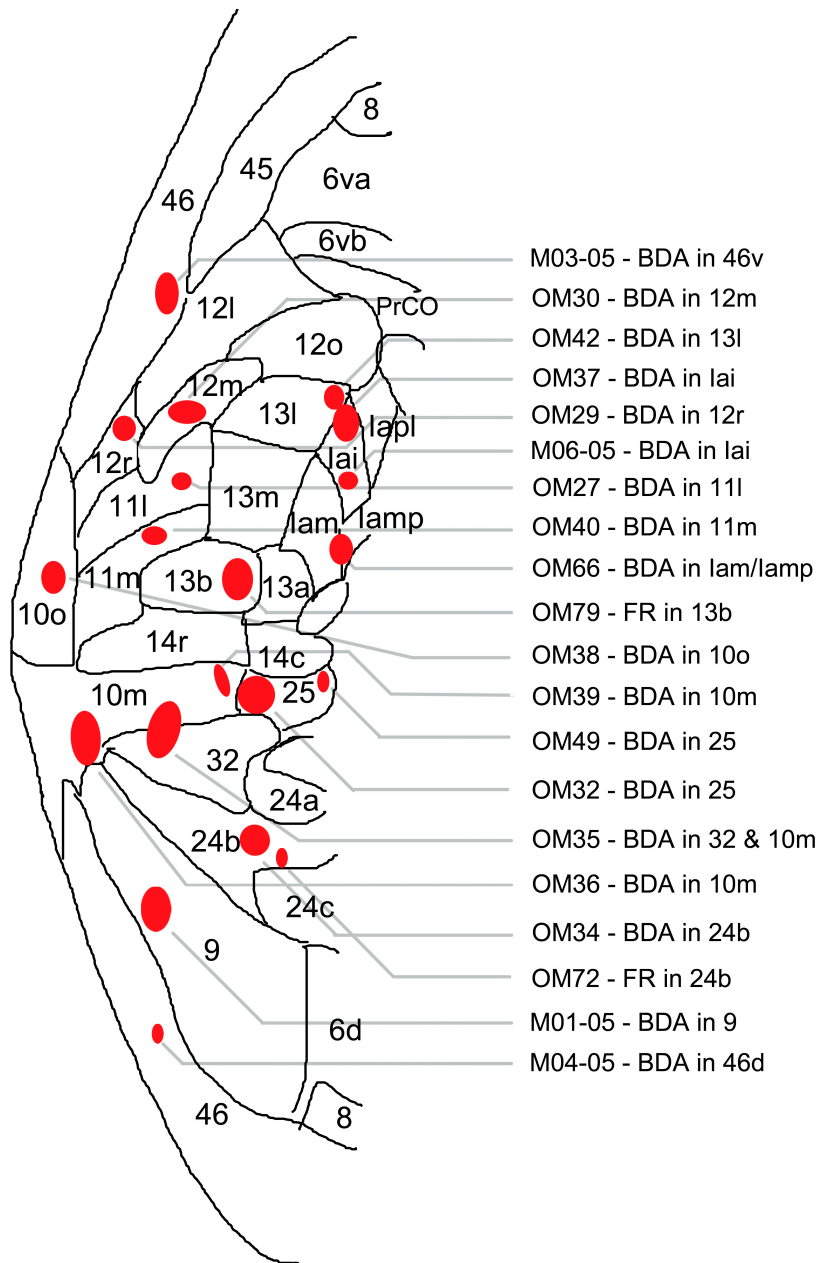 8
45
6va
46
6vb
M03-05 - BDA in 46v
OM30 - BDA in 12m
12l
PrCO
OM42 - BDA in 13l
12o
OM37 - BDA in Iai
12m
13l
OM29 - BDA in 12r
Iapl
M06-05 - BDA in Iai
Iai
12r
OM27 - BDA in 11l
11l
13m
Iam
Iamp
OM40 - BDA in 11m
OM66 - BDA in Iam/Iamp
11m
13b
13a
10o
OM79 - FR in 13b
14r
14c
OM38 - BDA in 10o
10m
25
OM39 - BDA in 10m
OM49 - BDA in 25
32
OM32 - BDA in 25
24a
24b
OM35 - BDA in 32 & 10m
OM36 - BDA in 10m
24c
OM34 - BDA in 24b
9
OM72 - FR in 24b
M01-05 - BDA in 9
6d
M04-05 - BDA in 46d
46
8